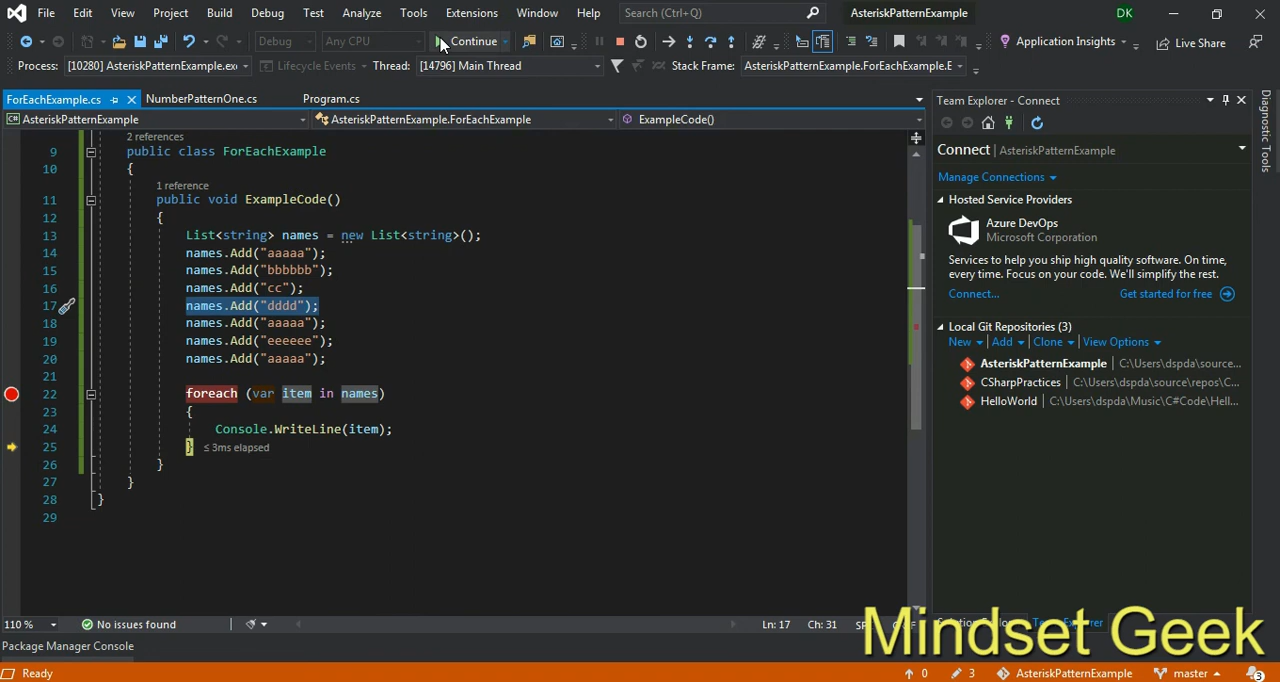 File Edit View Project Build Debug Test Analyze Tools Extensions Window Help Search (Ctrl+Q) AsteriskPatternExample DK
Debug Any CPU Continue Application Insights Live Share
Process: [10280] AsteriskPatternExample.exe Lifecycle Events Thread: [14796] Main Thread Stack Frame: AsteriskPatternExample.ForEachExample.E
ForEachExample.cs NumberPatternOne.cs Program.cs
AsteriskPatternExample AsteriskPatternExample.ForEachExample ExampleCode()
2 references
9 public class ForEachExample
10 {
1 reference
11 public void ExampleCode()
12 {
13 List<string> names = new List<string>();
14 names.Add("aaaaa");
15 names.Add("bbbbbb");
16 names.Add("cc");
17 names.Add("dddd");
18 names.Add("aaaaa");
19 names.Add("eeeeee");
20 names.Add("aaaaa");
21
22 foreach (var item in names)
23 {
24 Console.WriteLine(item);
25 } ≤ 3ms elapsed
26 }
27 }
28 }
29
110 % No issues found Ln: 17 Ch: 31
Package Manager Console
Ready 0 3 AsteriskPatternExample master 3
Team Explorer - Connect
Connect | AsteriskPatternExample
Manage Connections
Hosted Service Providers
Azure DevOps
Microsoft Corporation
Services to help you ship high quality software. On time,
every time. Focus on your code. We'll simplify the rest.
Connect... Get started for free
Local Git Repositories (3)
New Add Clone View Options
AsteriskPatternExample C:\Users\dspda\source...
CSharpPractices C:\Users\dspda\source\repos\C...
HelloWorld C:\Users\dspda\Music\C#Code\Hell...
Diagnostic Tools
Mindset Geek